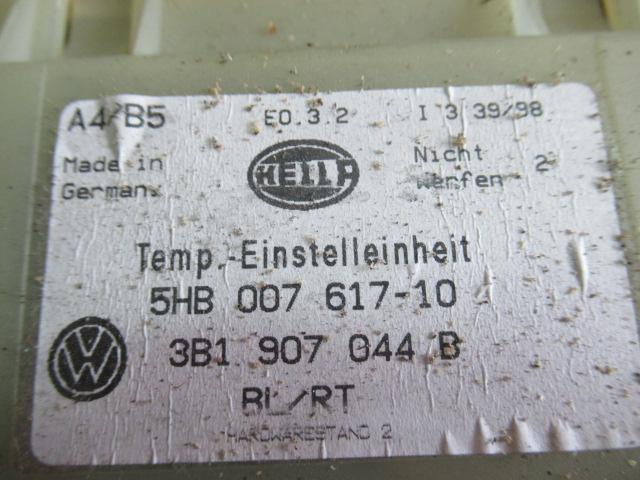 A4/B5 E0.3.2 I 3 39/98
Made in Germany
HELLA
Nicht werfen 2
Temp.-Einstelleinheit
5HB 007 617-10
VW
3B1 907 044 B
BL/RT
HARDWARESTAND 2